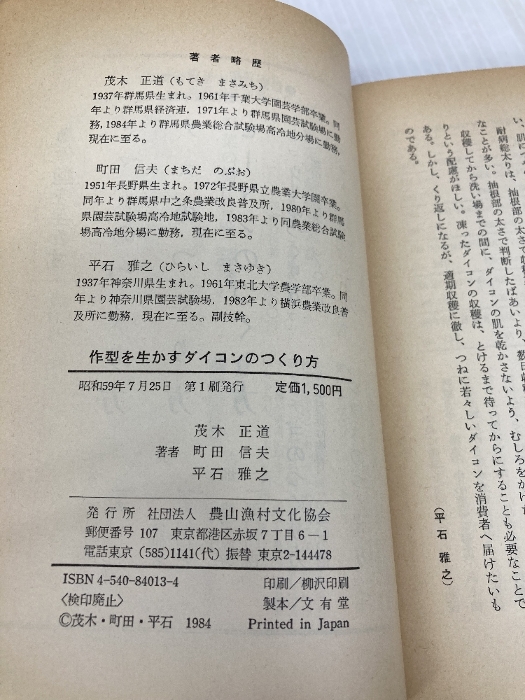 著者略歴
茂木 正道(もてき まさみち)
1937年群馬県生まれ。1961年千葉大学園芸学部卒業。同
年より群馬県経済連,1971年より群馬県園芸試験場に勤
務,1984年より群馬県農業総合試験場高冷地分場に勤務,
現在に至る。
町田 信夫(まちだ のぶお)
1951年長野県生まれ。1972年長野県立農業大学園卒業。
同年より群馬県中之条農業改良普及所,1980年より群馬
県園芸試験場高冷地試験地,1983年より同農業総合試験
場高冷地分場に勤務,現在に至る。
平石 雅之(ひらいし まさゆき)
1937年神奈川県生まれ。1961年東北大学農学部卒業。同
年より神奈川県園芸試験場,1982年より横浜農業改良普
及所に勤務,現在に至る。副技幹。
作型を生かすダイコンのつくり方
昭和59年7月25日 第1刷発行 定価1,500円
茂木 正道
著者 町田 信夫
平石 雅之
発行所 社団法人 農山漁村文化協会
郵便番号 107 東京都港区赤坂7丁目6-1
電話東京 (585)1141(代) 振替 東京2-144478
ISBN 4-540-84013-4 印刷/柳沢印刷
〈検印廃止〉 製本/文有堂
©茂木・町田・平石 1984 Printed in Japan
耐病総太りは、抽根部の太さで収穫
なことが多い。抽根部の太さで判断したばあいより、数日収穫
収穫してから洗い場までの間に、ダイコンの肌を乾かさないよう、むしろをかけた
りという配慮がほしい。凍ったダイコンの収穫は、とけるまで待ってからにすることも必要なことで
ある。しかし、くり返しになるが、適期収穫に徹し、つねに若々しいダイコンを消費者へ届けたいも
のである。
(平石 雅之)